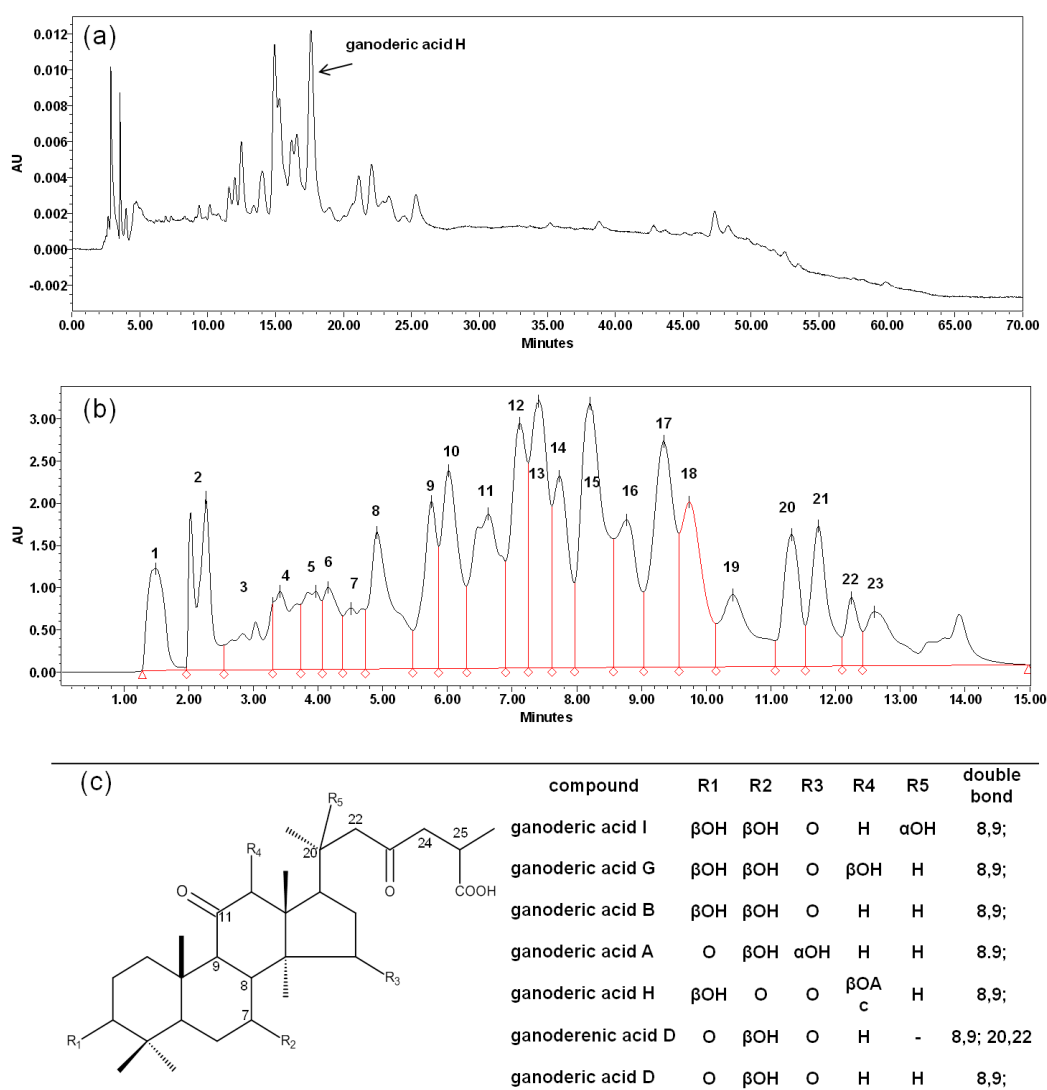 (a)
ganoderic acid H
AU
0.012
0.010
0.008
0.006
0.004
0.002
0.000
-0.002
0.00 5.00 10.00 15.00 20.00 25.00 30.00 35.00 40.00 45.00 50.00 55.00 60.00 65.00 70.00
Minutes
(b)
AU
3.00
2.50
2.00
1.50
1.00
0.50
0.00
1 2 3 4 5 6 7 8 9 10 11 12 13 14 15 16 17 18 19 20 21 22 23
1.00 2.00 3.00 4.00 5.00 6.00 7.00 8.00 9.00 10.00 11.00 12.00 13.00 14.00 15.00
Minutes
(c)
R5
22
25
20
24
R4
O
COOH
O
11
9
8
R3
7
R1
R2
compound R1 R2 R3 R4 R5 double bond
ganoderic acid I βOH βOH O H αOH 8,9;
ganoderic acid G βOH βOH O βOH H 8,9;
ganoderic acid B βOH βOH O H H 8,9;
ganoderic acid A O βOH αOH H H 8.9;
ganoderic acid H βOH O O βOAc H 8,9;
ganoderenic acid D O βOH O H - 8,9; 20,22
ganoderic acid D O βOH O H H 8,9;